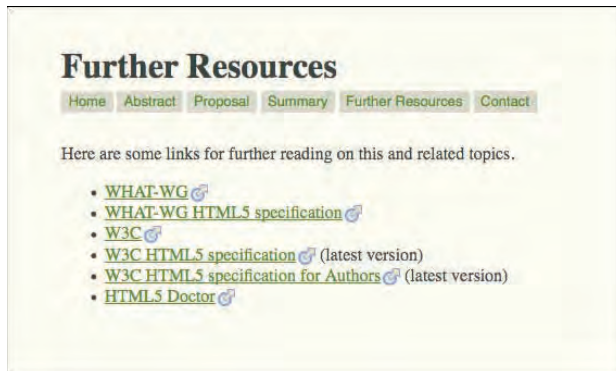 Further Resources
Home Abstract Proposal Summary Further Resources Contact
Here are some links for further reading on this and related topics.
• WHAT-WG
• WHAT-WG HTML5 specification
• W3C
• W3C HTML5 specification (latest version)
• W3C HTML5 specification for Authors (latest version)
• HTML5 Doctor